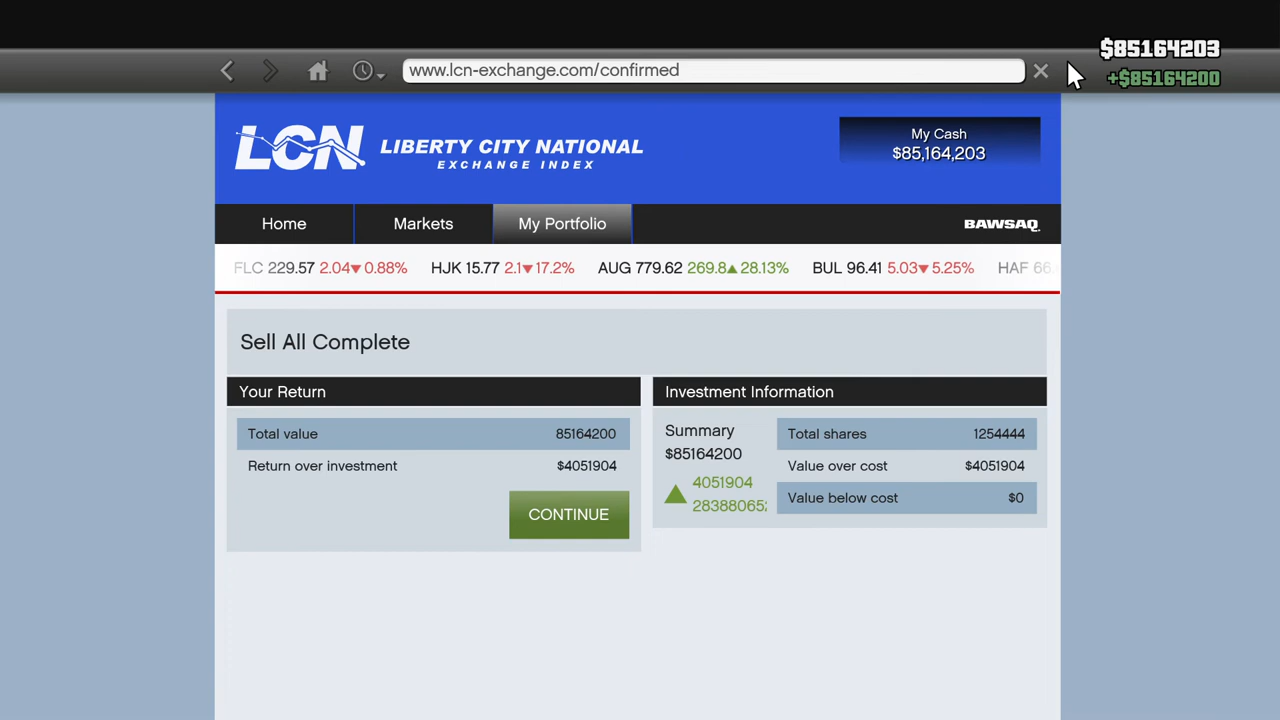 $85164203
www.lcn-exchange.com/confirmed
+$85164200
LCN LIBERTY CITY NATIONAL
EXCHANGE INDEX
My Cash
$85,164,203
Home Markets My Portfolio BAWSAQ
FLC 229.57 2.04▼0.88% HJK 15.77 2.1▼17.2% AUG 779.62 269.8▲28.13% BUL 96.41 5.03▼5.25% HAF 66.
Sell All Complete
Your Return
Total value 85164200
Return over investment $4051904
CONTINUE
Investment Information
Summary
$85164200
4051904
283880652
Total shares 1254444
Value over cost $4051904
Value below cost $0